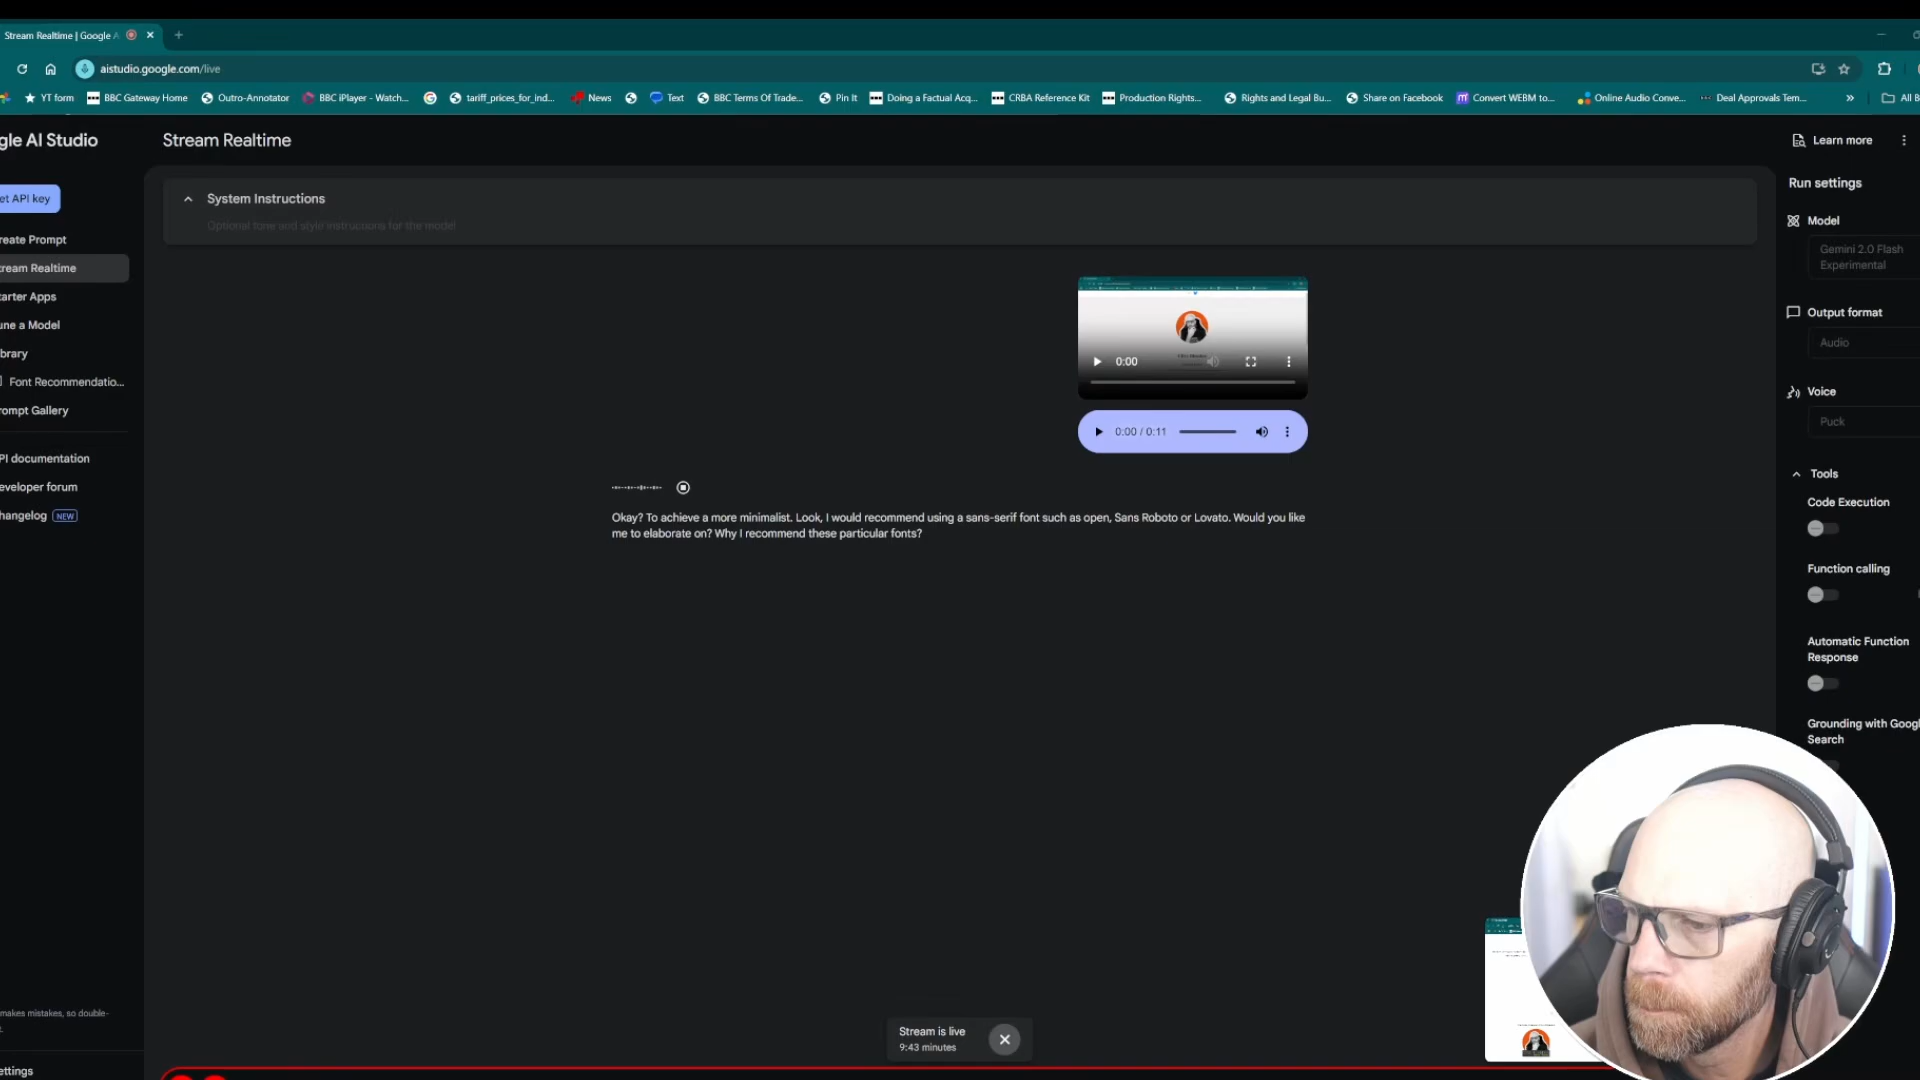 Stream Realtime | Google A
aistudio.google.com/live
YT form
BBC Gateway Home
Outro-Annotator
BBC iPlayer - Watch...
tariff_prices_for_ind...
News
Text
BBC Terms Of Trade...
Pin It
Doing a Factual Acq...
CRBA Reference Kit
Production Rights...
Rights and Legal Bu...
Share on Facebook
Convert WEBM to...
Online Audio Conve...
Deal Approvals Tem...
All B
gle AI Studio
Stream Realtime
Learn more
et API key
System Instructions
Optional tone and style instructions for the model
Run settings
reate Prompt
tream Realtime
tarter Apps
une a Model
brary
Font Recommendatio...
rompt Gallery
PI documentation
eveloper forum
hangelog NEW
Model
Gemini 2.0 Flash
Experimental
Output format
Audio
Voice
Puck
Tools
Code Execution
Function calling
Automatic Function
Response
Grounding with Googl
Search
0:00
0:00 / 0:11
Okay? To achieve a more minimalist. Look, I would recommend using a sans-serif font such as open, Sans Roboto or Lovato. Would you like
me to elaborate on? Why I recommend these particular fonts?
makes mistakes, so double-
Stream is live
9:43 minutes
ettings